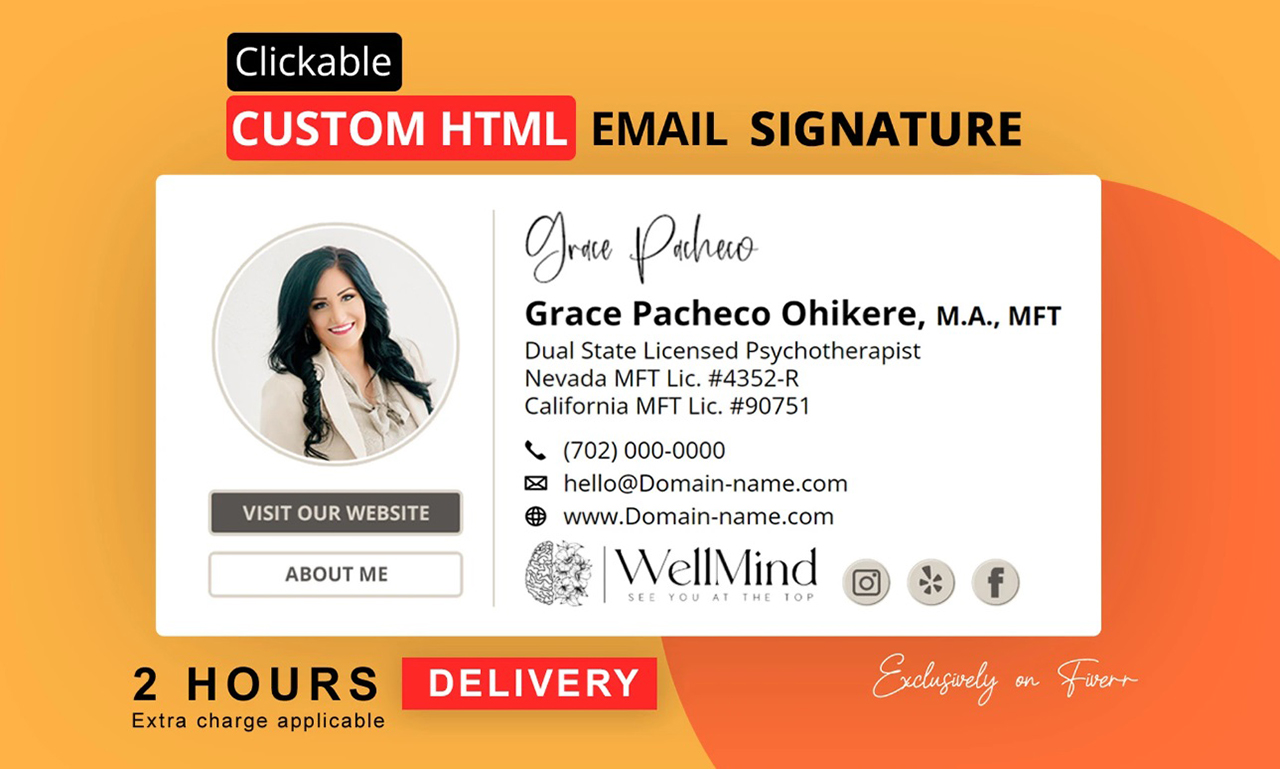 Clickable
CUSTOM HTML EMAIL SIGNATURE
Grace Pacheco
Grace Pacheco Ohikere, M.A., MFT
Dual State Licensed Psychotherapist
Nevada MFT Lic. #4352-R
California MFT Lic. #90751
(702) 000-0000
hello@Domain-name.com
www.Domain-name.com
WellMind
SEE YOU AT THE TOP
VISIT OUR WEBSITE
ABOUT ME
2 HOURS DELIVERY
Extra charge applicable
Exclusively on Fiverr